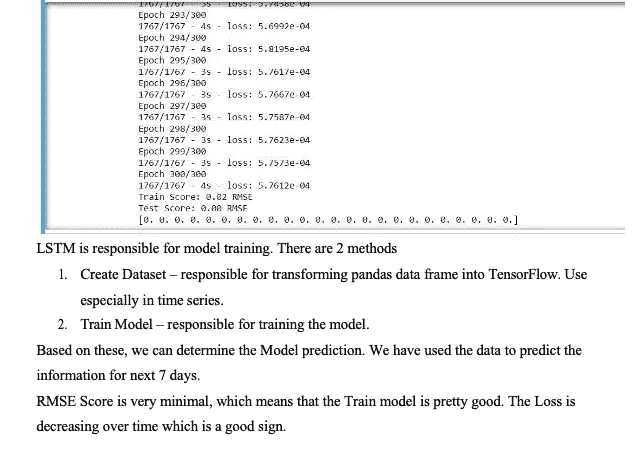 Epoch 293/300
1767/1767 - 4s - loss: 5.6992e-04
Epoch 294/300
1767/1767 - 4s - loss: 5.8195e-04
Epoch 295/300
1767/1767 - 3s - loss: 5.7617e-04
Epoch 296/300
1767/1767 - 3s - loss: 5.7667e-04
Epoch 297/300
1767/1767 - 3s - loss: 5.7587e-04
Epoch 298/300
1767/1767 - 3s - loss: 5.7623e-04
Epoch 299/300
1767/1767 - 3s - loss: 5.7573e-04
Epoch 300/300
1767/1767 - 4s - loss: 5.7612e-04
Train Score: 0.02 RMSE
Test Score: 0.00 RMSE
[0. 0. 0. 0. 0. 0. 0. 0. 0. 0. 0. 0. 0. 0. 0. 0. 0. 0. 0. 0. 0. 0. 0. 0.]
LSTM is responsible for model training. There are 2 methods
1. Create Dataset – responsible for transforming pandas data frame into TensorFlow. Use
especially in time series.
2. Train Model – responsible for training the model.
Based on these, we can determine the Model prediction. We have used the data to predict the
information for next 7 days.
RMSE Score is very minimal, which means that the Train model is pretty good. The Loss is
decreasing over time which is a good sign.